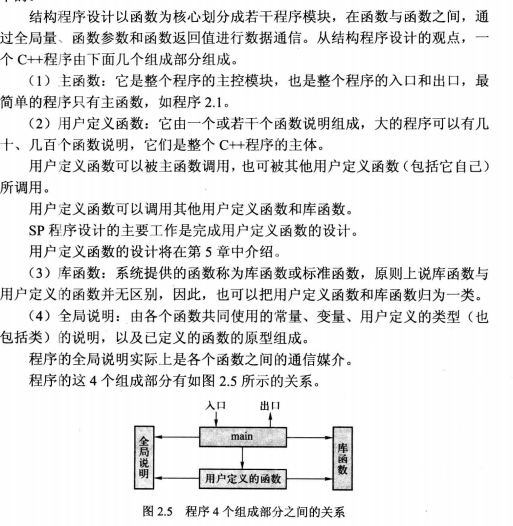 结构程序设计以函数为核心划分成若干程序模块，在函数与函数之间，通
过全局量、函数参数和函数返回值进行数据通信。从结构程序设计的观点，一
个 C++程序由下面几个组成部分组成。
（1）主函数：它是整个程序的主控模块，也是整个程序的入口和出口，最
简单的程序只有主函数，如程序 2.1。
（2）用户定义函数：它由一个或若干个函数说明组成，大的程序可以有几
十、几百个函数说明，它们是整个 C++程序的主体。
用户定义函数可以被主函数调用，也可被其他用户定义函数（包括它自己）
所调用。
用户定义函数可以调用其他用户定义函数和库函数。
SP 程序设计的主要工作是完成用户定义函数的设计。
用户定义函数的设计将在第 5 章中介绍。
（3）库函数：系统提供的函数称为库函数或标准函数，原则上说库函数与
用户定义的函数并无区别，因此，也可以把用户定义函数和库函数归为一类。
（4）全局说明：由各个函数共同使用的常量、变量、用户定义的类型（也
包括类）的说明，以及已定义的函数的原型组成。
程序的全局说明实际上是各个函数之间的通信媒介。
程序的这 4 个组成部分有如图 2.5 所示的关系。
入口 出口
全局说明
main
库函数
用户定义的函数
图 2.5 程序 4 个组成部分之间的关系